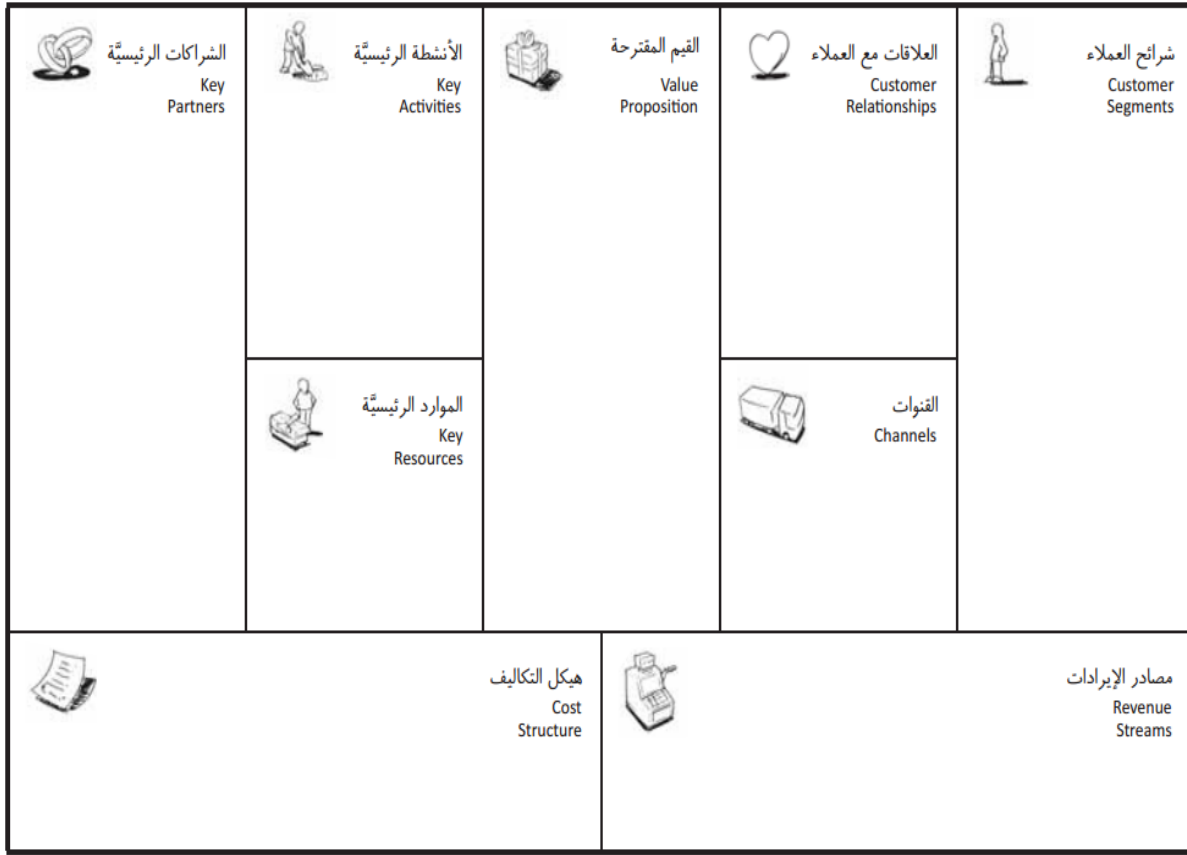 الشراكات الرئيسيَّة
Key
Partners
الأنشطة الرئيسيَّة
Key
Activities
القيم المقترحة
Value
Proposition
العلاقات مع العملاء
Customer
Relationships
شرائح العملاء
Customer
Segments
الموارد الرئيسيَّة
Key
Resources
القنوات
Channels
هيكل التكاليف
Cost
Structure
مصادر الإيرادات
Revenue
Streams